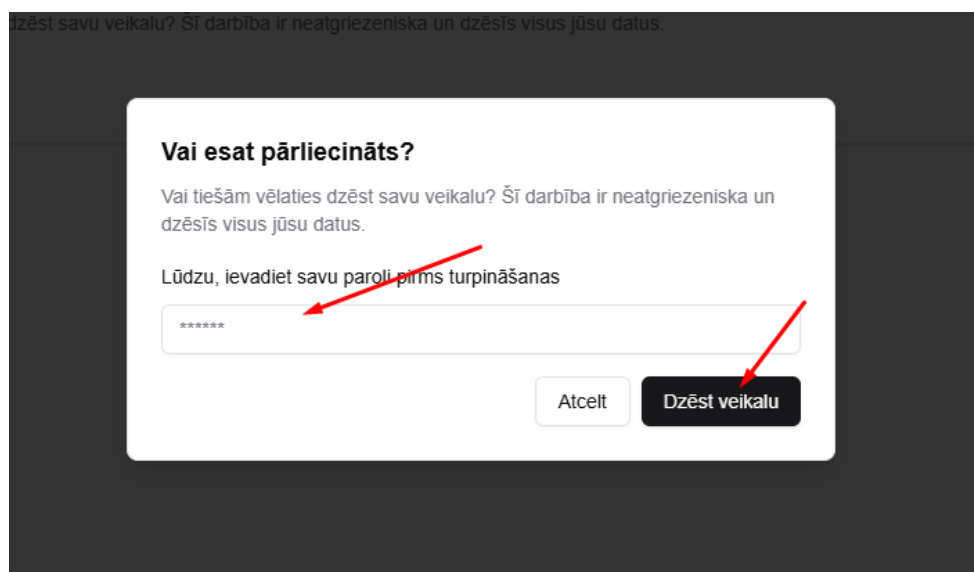 dzēst savu veikalu? Šī darbība ir neatgriezeniska un dzēsīs visus jūsu datus.
Vai esat pārliecināts?
Vai tiešām vēlaties dzēst savu veikalu? Šī darbība ir neatgriezeniska un
dzēsīs visus jūsu datus.
Lūdzu, ievadiet savu paroli pirms turpināšanas
******
Atcelt
Dzēst veikalu